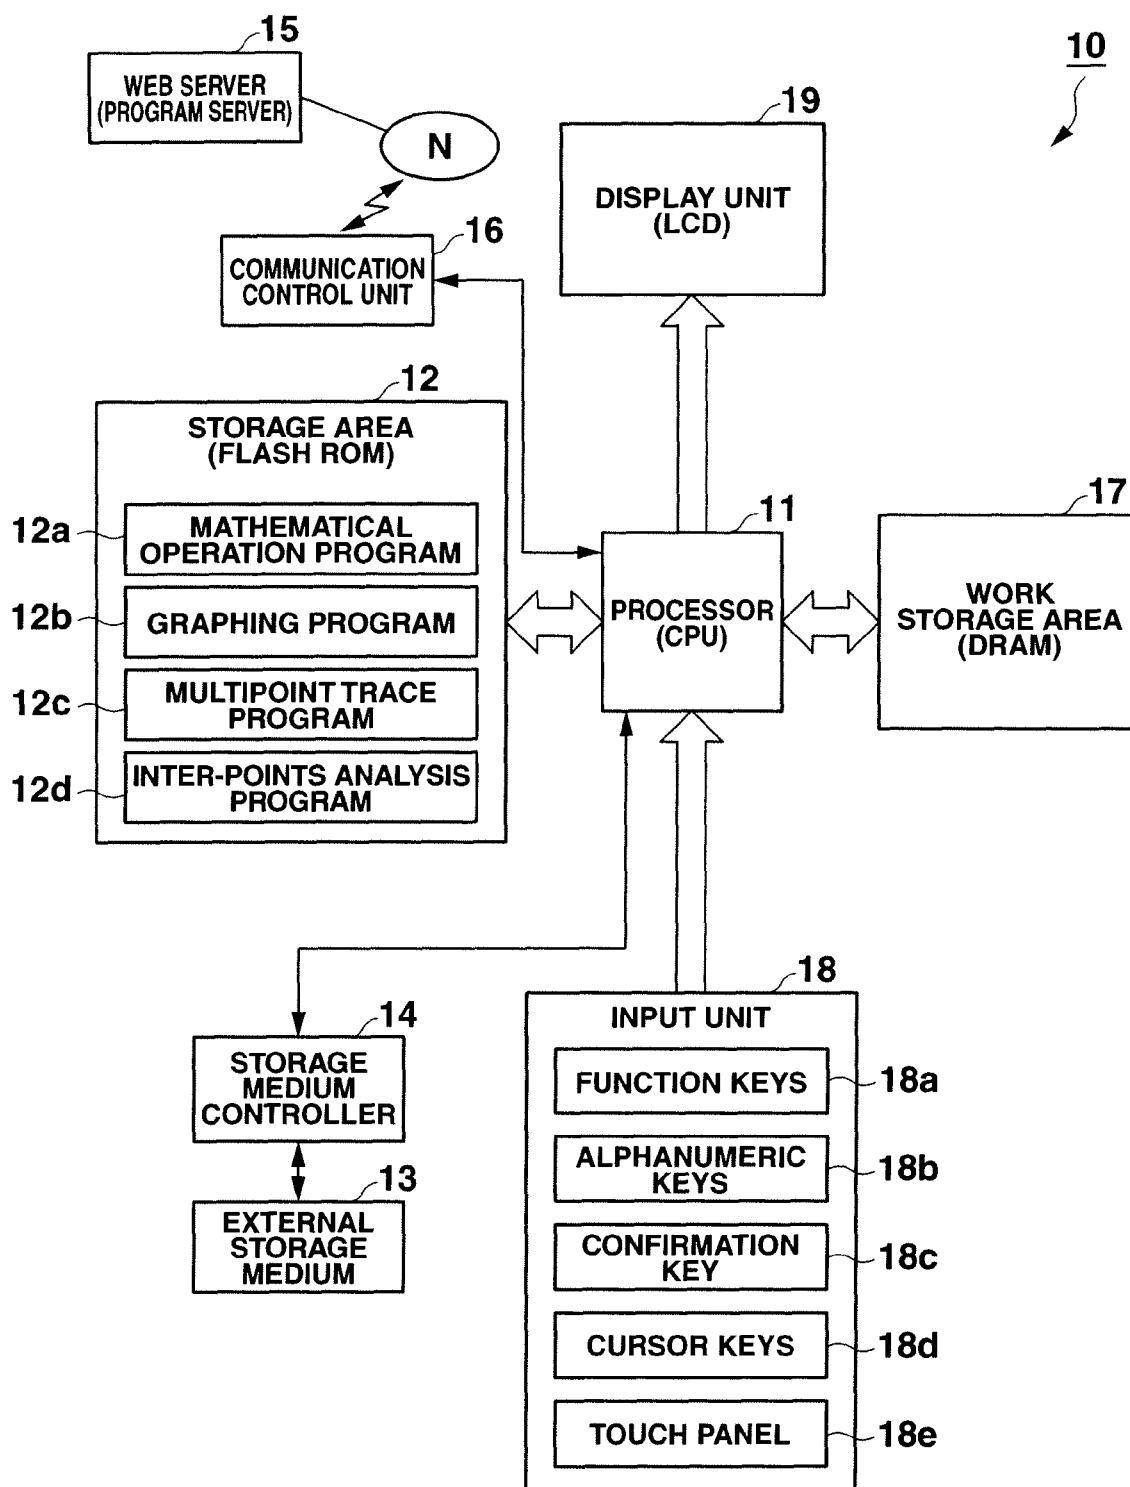 15
10
WEB SERVER
(PROGRAM SERVER)
N
19
DISPLAY UNIT
(LCD)
16
COMMUNICATION
CONTROL UNIT
12
STORAGE AREA
(FLASH ROM)
12a
MATHEMATICAL
OPERATION PROGRAM
12b
GRAPHING PROGRAM
12c
MULTIPOINT TRACE
PROGRAM
12d
INTER-POINTS ANALYSIS
PROGRAM
11
PROCESSOR
(CPU)
17
WORK
STORAGE AREA
(DRAM)
14
STORAGE
MEDIUM
CONTROLLER
13
EXTERNAL
STORAGE
MEDIUM
18
INPUT UNIT
FUNCTION KEYS
18a
ALPHANUMERIC
KEYS
18b
CONFIRMATION
KEY
18c
CURSOR KEYS
18d
TOUCH PANEL
18e